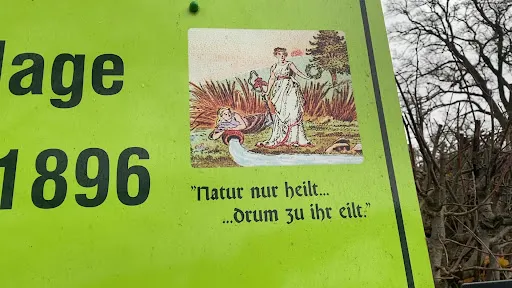 lage
1896
"Natur nur heilt...
...drum zu ihr eilt."